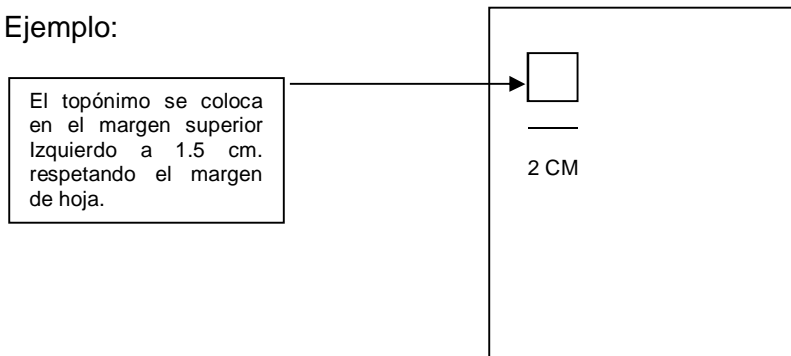 Ejemplo:
El topónimo se coloca
en el margen superior
Izquierdo a 1.5 cm.
respetando el margen
de hoja.
2 CM